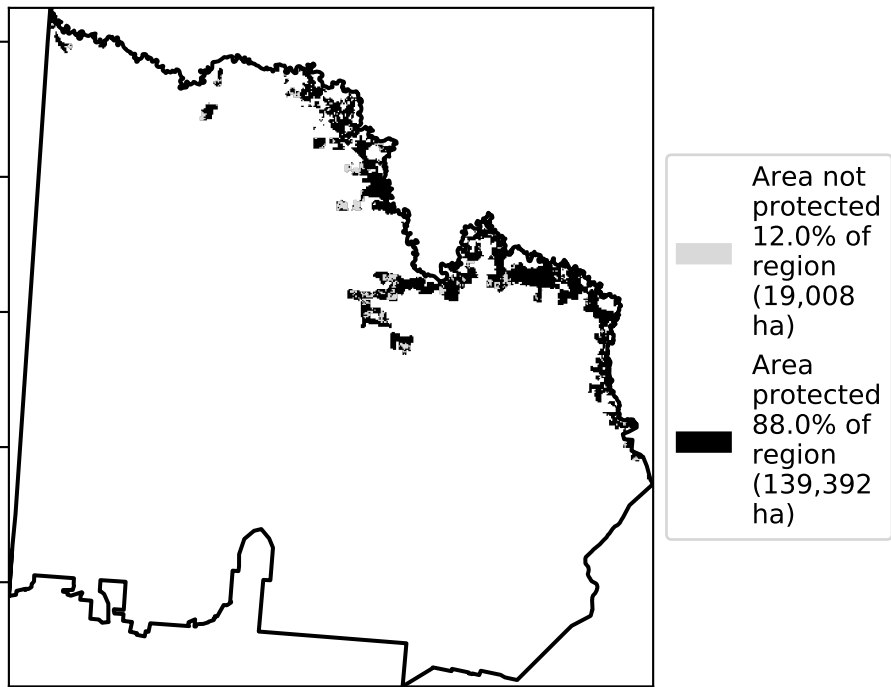 Area not
protected
12.0% of
region
(19,008
ha)
Area
protected
88.0% of
region
(139,392
ha)